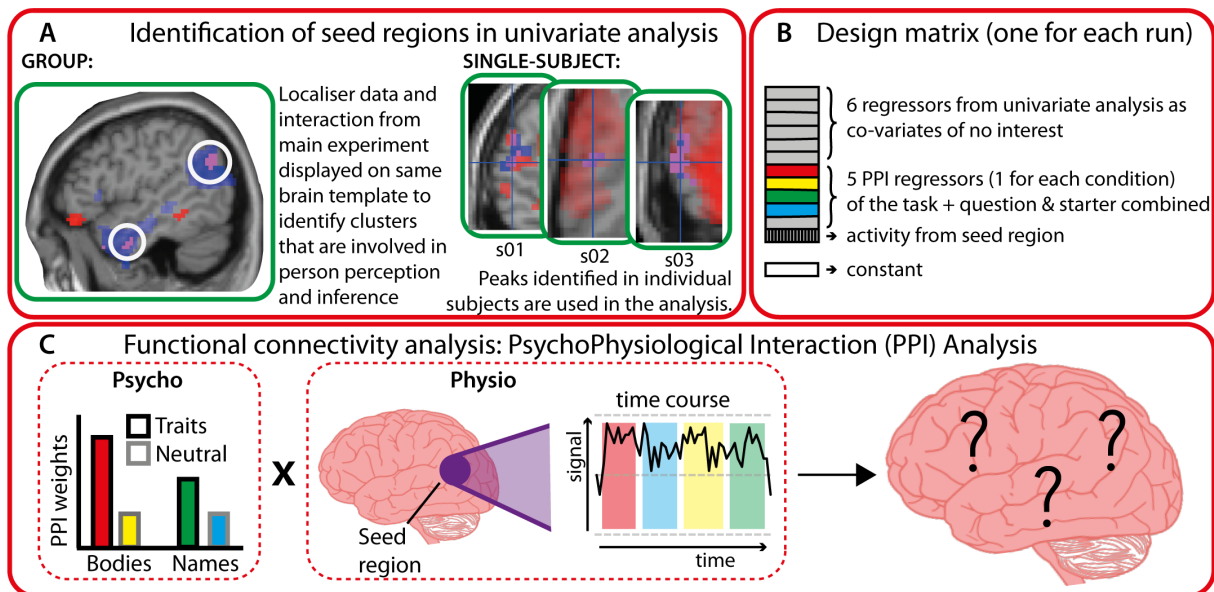 A
Identification of seed regions in univariate analysis
GROUP:
Localiser data and
interaction from
main experiment
displayed on same
brain template to
identify clusters
that are involved in
person perception
and inference
SINGLE-SUBJECT:
s01
s02
s03
Peaks identified in individual
subjects are used in the analysis.
B
Design matrix (one for each run)
6 regressors from univariate analysis as
co-variates of no interest
5 PPI regressors (1 for each condition)
of the task + question & starter combined
activity from seed region
constant
C
Functional connectivity analysis: PsychoPhysiological Interaction (PPI) Analysis
Psycho
PPI weights
Traits
Neutral
Bodies
Names
X
Physio
Seed
region
time course
signal
time
?
?
?